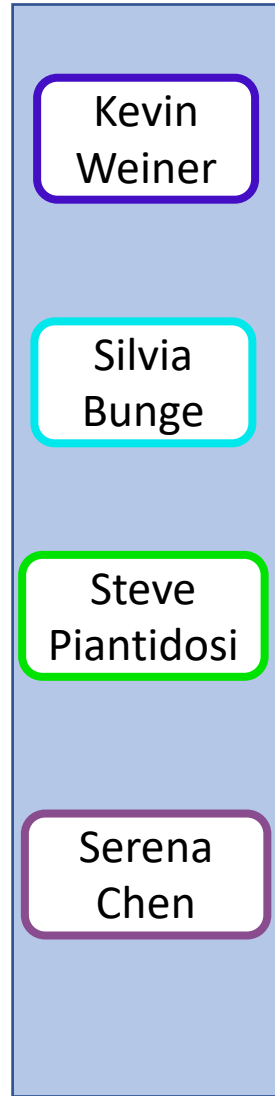 Kevin
Weiner
Silvia
Bunge
Steve
Piantidosi
Serena
Chen